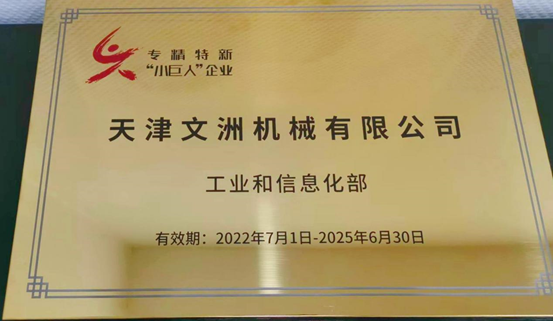 专精特新
“小巨人”企业
天津文洲机械有限公司
工业和信息化部
有效期：2022年7月1日-2025年6月30日